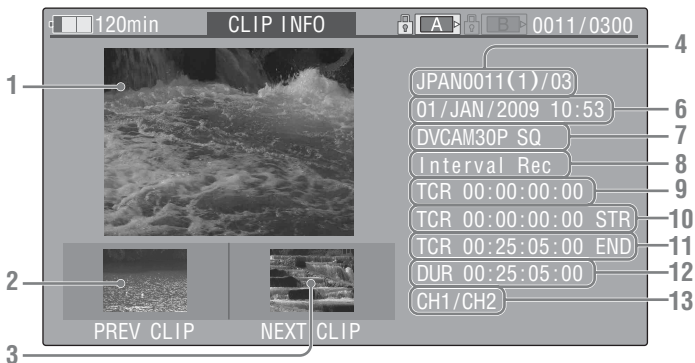 120min CLIP INFO A B 0011/0300
4
1
JPAN0011(1)/03
01/JAN/2009 10:53 6
DVCAM30P SQ 7
Interval Rec 8
TCR 00:00:00:00 9
TCR 00:00:00:00 STR 10
TCR 00:25:05:00 END 11
2
DUR 00:25:05:00 12
CH1/CH2 13
PREV CLIP NEXT CLIP
3